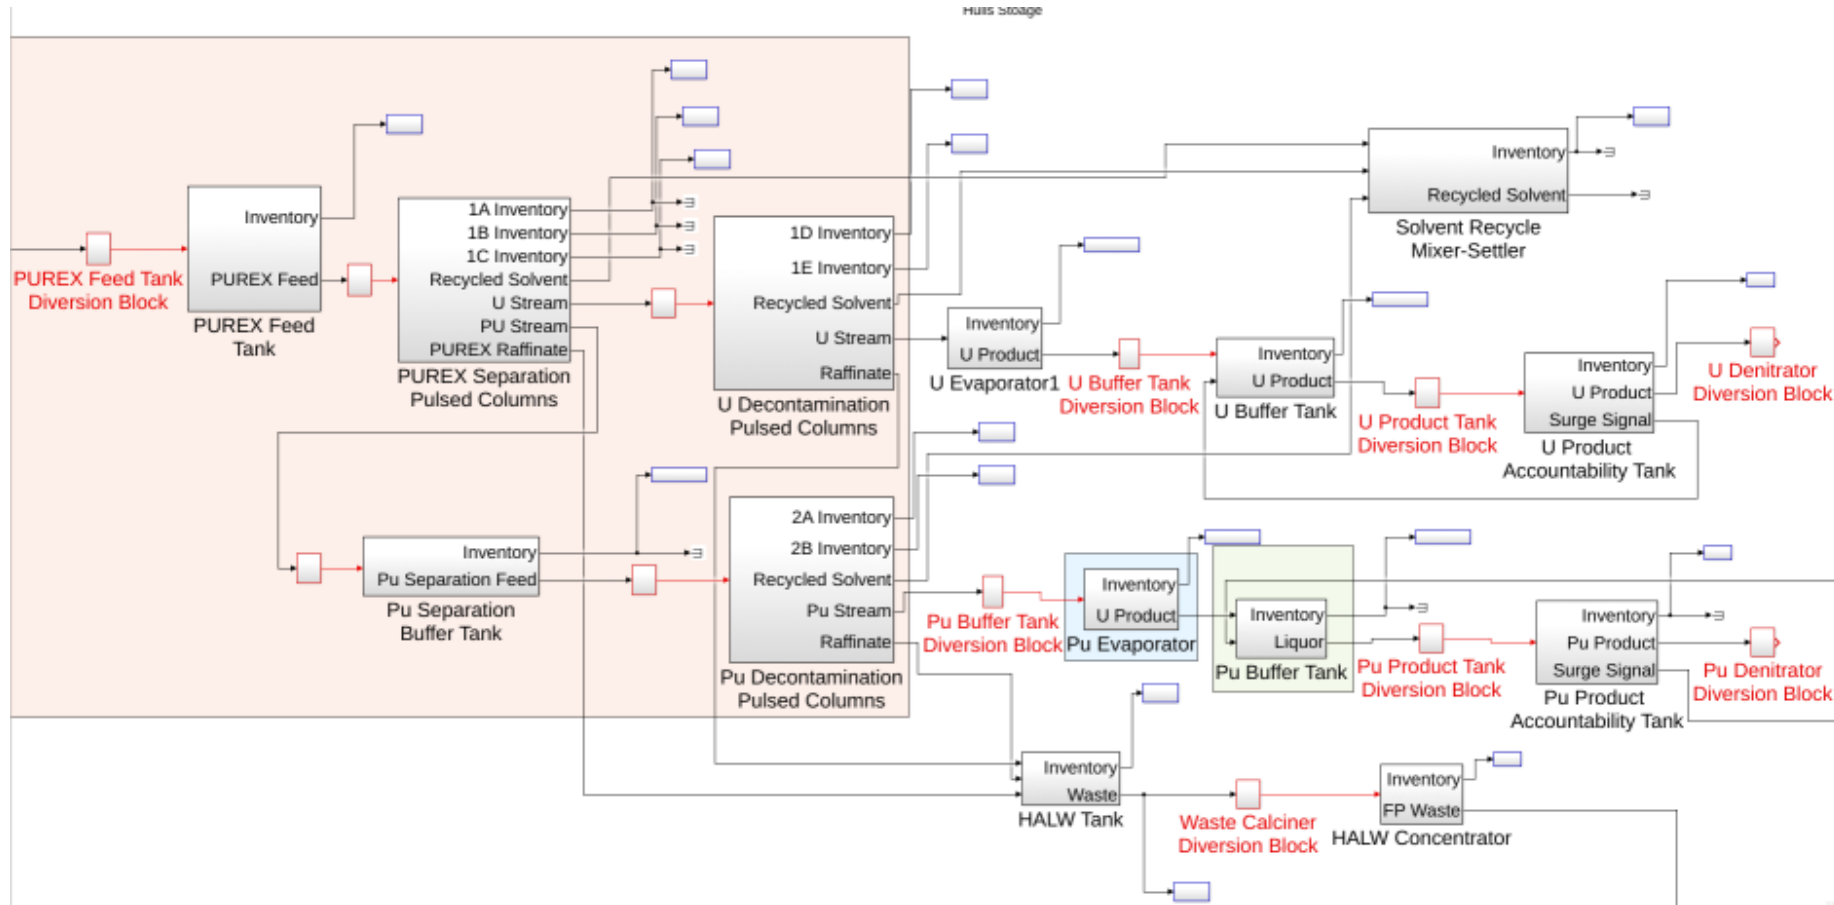 Hulls Stoage
Inventory
PUREX Feed
PUREX Feed
Tank
PUREX Feed Tank
Diversion Block
1A Inventory
1B Inventory
1C Inventory
Recycled Solvent
U Stream
PU Stream
PUREX Raffinate
PUREX Separation
Pulsed Columns
1D Inventory
1E Inventory
Recycled Solvent
U Stream
Raffinate
U Decontamination
Pulsed Columns
Inventory
Recycled Solvent
Solvent Recycle
Mixer-Settler
Inventory
U Product
U Evaporator1
U Buffer Tank
Diversion Block
Inventory
U Product
U Buffer Tank
U Product Tank
Diversion Block
Inventory
U Product
Surge Signal
U Product
Accountability Tank
U Denitrator
Diversion Block
Inventory
Pu Separation Feed
Pu Separation
Buffer Tank
2A Inventory
2B Inventory
Recycled Solvent
Pu Stream
Raffinate
Pu Decontamination
Pulsed Columns
Pu Buffer Tank
Diversion Block
Inventory
U Product
Pu Evaporator
Inventory
Liquor
Pu Buffer Tank
Pu Product Tank
Diversion Block
Inventory
Pu Product
Surge Signal
Pu Product
Accountability Tank
Pu Denitrator
Diversion Block
Inventory
Waste
HALW Tank
Waste Calciner
Diversion Block
Inventory
FP Waste
HALW Concentrator